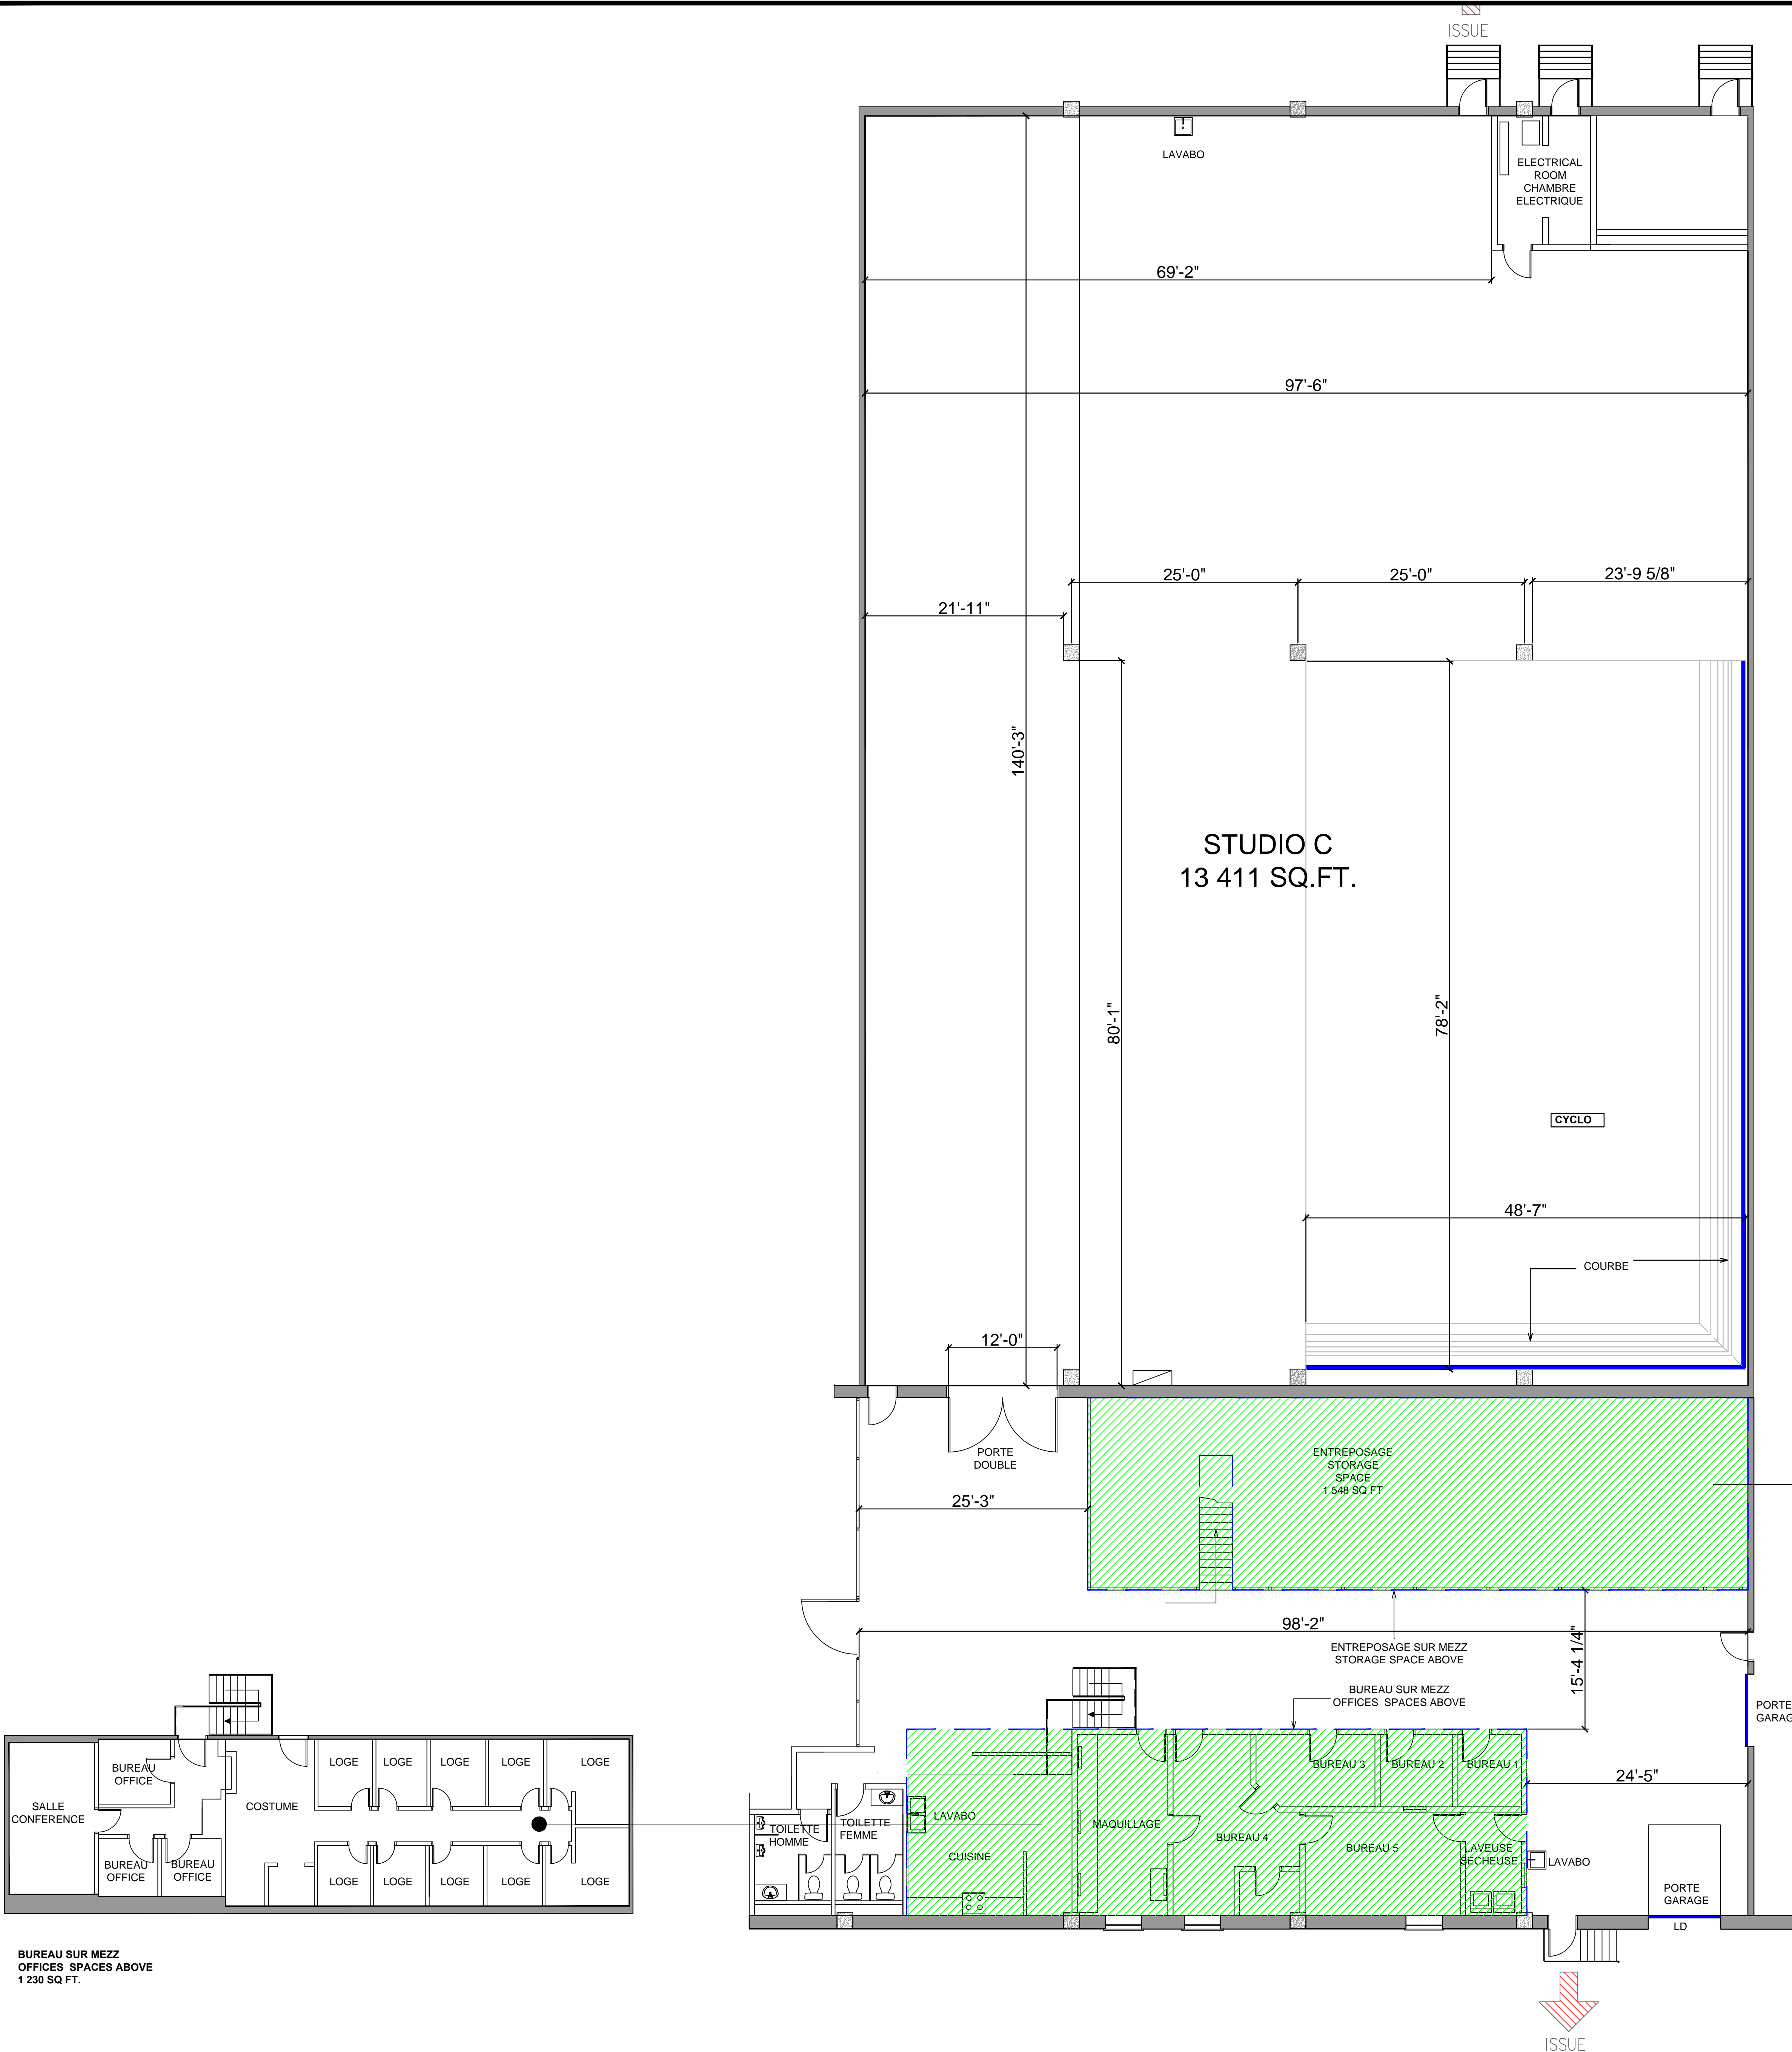 ISSUE
LAVABO
ELECTRICAL
ROOM
CHAMBRE
ELECTRIQUE
69'-2"
97'-6"
25'-0"
25'-0"
23'-9 5/8"
21'-11"
140'-3"
STUDIO C
13 411 SQ.FT.
80'-1"
78'-2"
CYCLO
48'-7"
COURBE
12'-0"
PORTE
DOUBLE
ENTREPOSAGE
STORAGE
SPACE
1 548 SQ FT
25'-3"
98'-2"
15'-4 1/4"
ENTREPOSAGE SUR MEZZ
STORAGE SPACE ABOVE
BUREAU SUR MEZZ
OFFICES SPACES ABOVE
PORTE
GARAG
BUREAU
OFFICE
LOGE
LOGE
LOGE
LOGE
LOGE
SALLE
CONFERENCE
COSTUME
BUREAU
OFFICE
BUREAU
OFFICE
LOGE
LOGE
LOGE
LOGE
LOGE
BUREAU 3
BUREAU 2
BUREAU 1
24'-5"
TOILETTE
HOMME
TOILETTE
FEMME
LAVABO
CUISINE
MAQUILLAGE
BUREAU 4
BUREAU 5
LAVEUSE
SECHEUSE
LAVABO
PORTE
GARAGE
LD
BUREAU SUR MEZZ
OFFICES SPACES ABOVE
1 230 SQ FT.
ISSUE